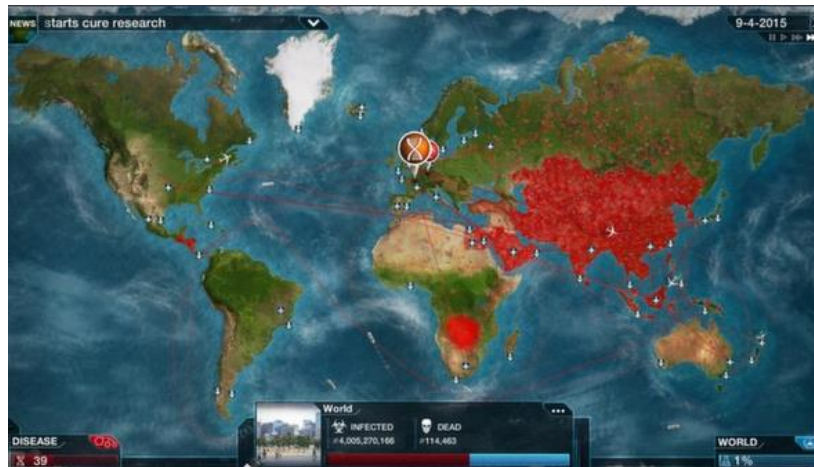 NEWS starts cure research
9-4-2015
World
INFECTED DEAD
#4,005,270,166 #114,463
DISEASE
39
WORLD
1%